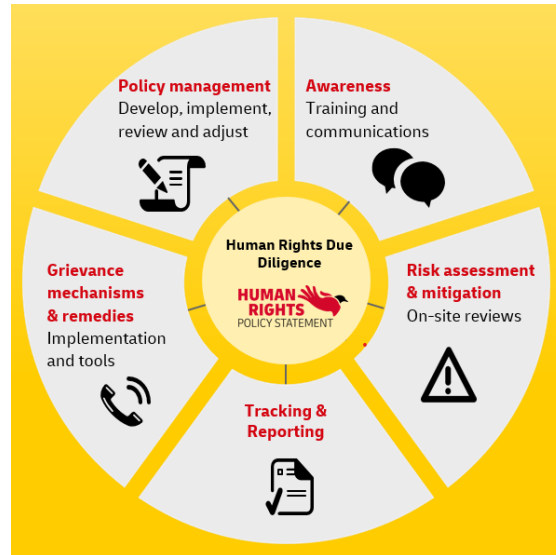 Policy management
Develop, implement,
review and adjust
Awareness
Training and
communications
Human Rights Due
Diligence
HUMAN
RIGHTS
POLICY STATEMENT
Grievance
mechanisms
& remedies
Implementation
and tools
Risk assessment
& mitigation
On-site reviews
Tracking &
Reporting